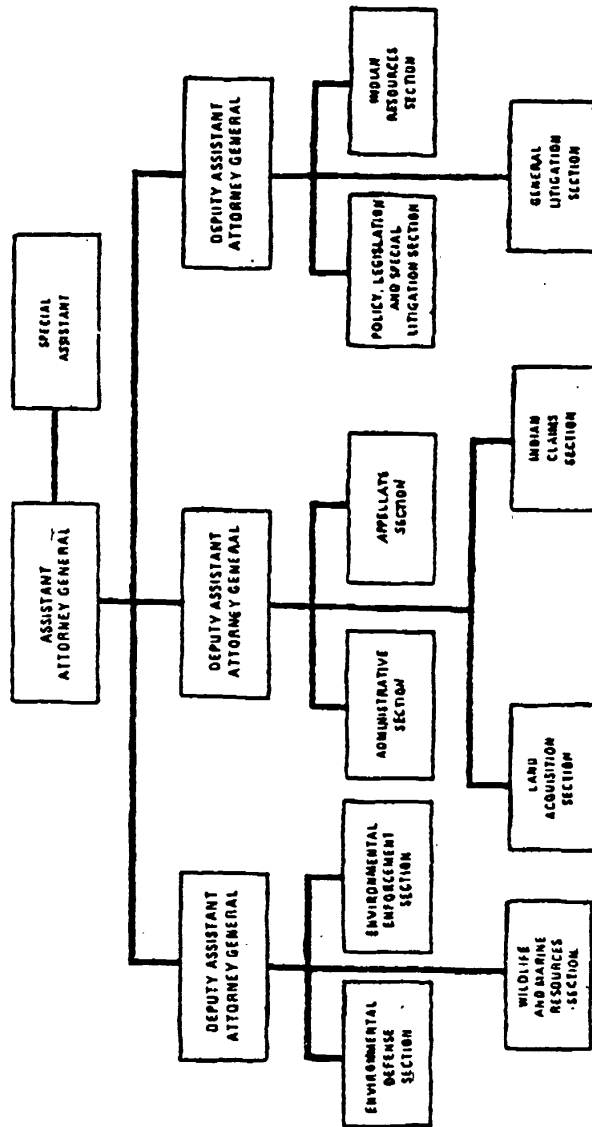 ASSISTANT
ATTORNEY GENERAL
SPECIAL
ASSISTANT
DEPUTY ASSISTANT
ATTORNEY GENERAL
DEPUTY ASSISTANT
ATTORNEY GENERAL
DEPUTY ASSISTANT
ATTORNEY GENERAL
ENVIRONMENTAL
DEFENSE
SECTION
ENVIRONMENTAL
ENFORCEMENT
SECTION
ADMINISTRATIVE
SECTION
APPELLATE
SECTION
POLICY, LEGISLATION
AND SPECIAL
LITIGATION SECTION
INDIAN
RESOURCES
SECTION
WILDLIFE
AND MARINE
RESOURCES
SECTION
LAND
ACQUISITION
SECTION
INDIAN
CLAIMS
SECTION
GENERAL
LITIGATION
SECTION